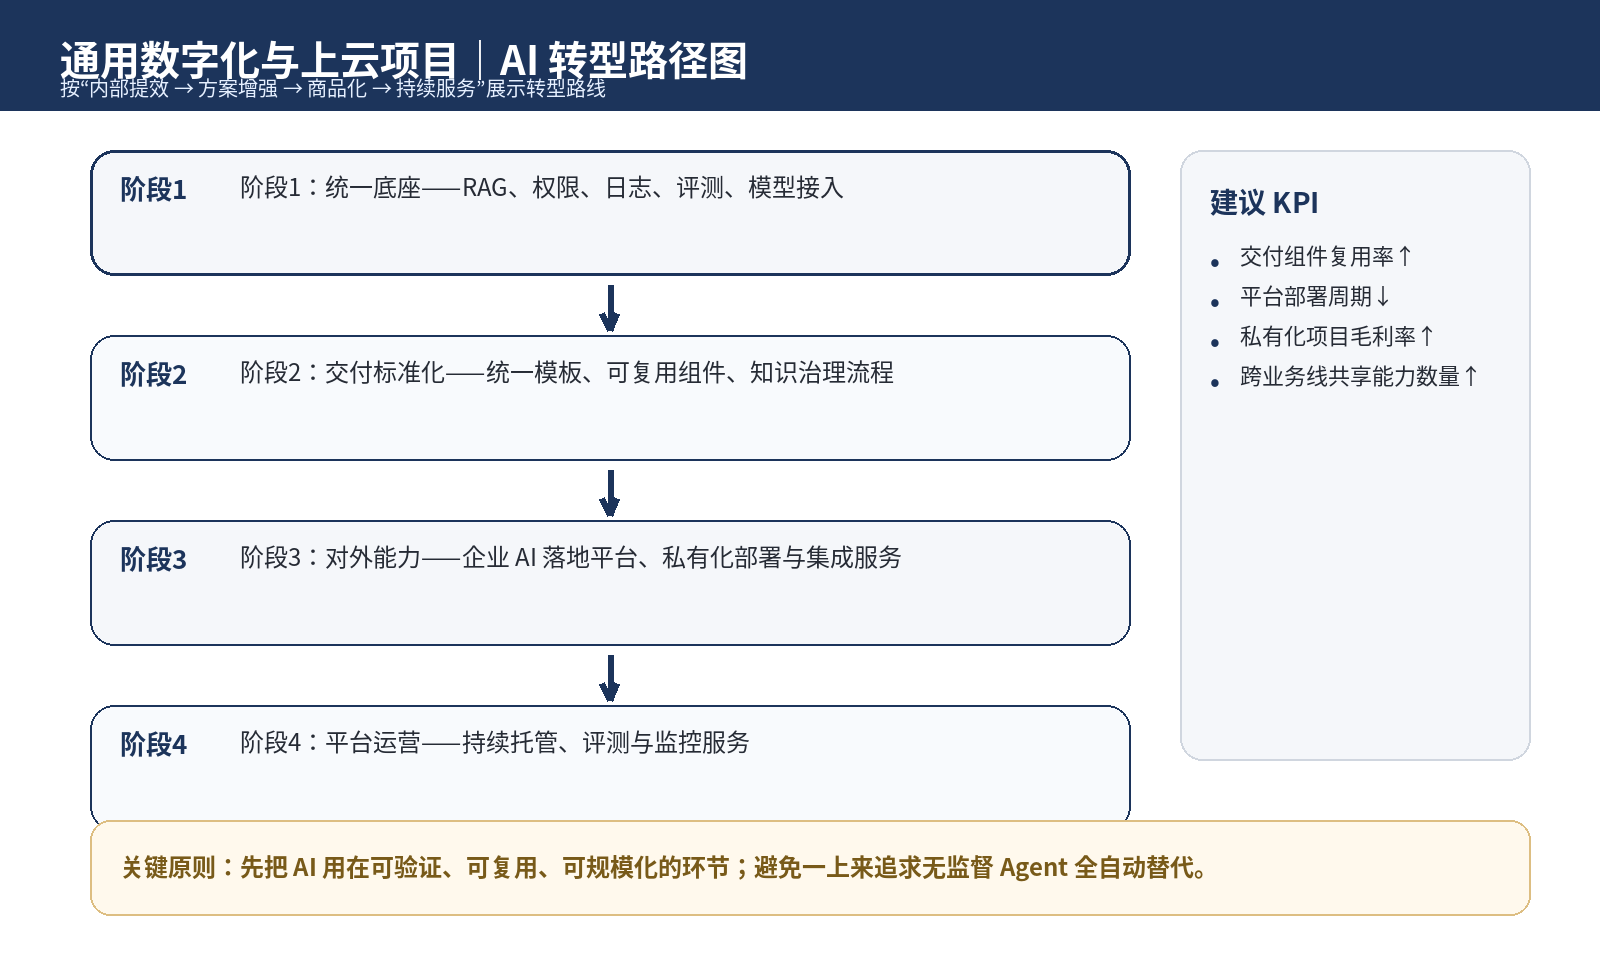 通用数字化与上云项目｜AI 转型路径图
按“内部提效 → 方案增强 → 商品化 → 持续服务”展示转型路线
阶段1 阶段1：统一底座——RAG、权限、日志、评测、模型接入
阶段2 阶段2：交付标准化——统一模板、可复用组件、知识治理流程
阶段3 阶段3：对外能力——企业 AI 落地平台、私有化部署与集成服务
阶段4 阶段4：平台运营——持续托管、评测与监控服务
建议 KPI
• 交付组件复用率↑
• 平台部署周期↓
• 私有化项目毛利率↑
• 跨业务线共享能力数量↑
关键原则：先把 AI 用在可验证、可复用、可规模化的环节；避免一上来追求无监督 Agent 全自动替代。